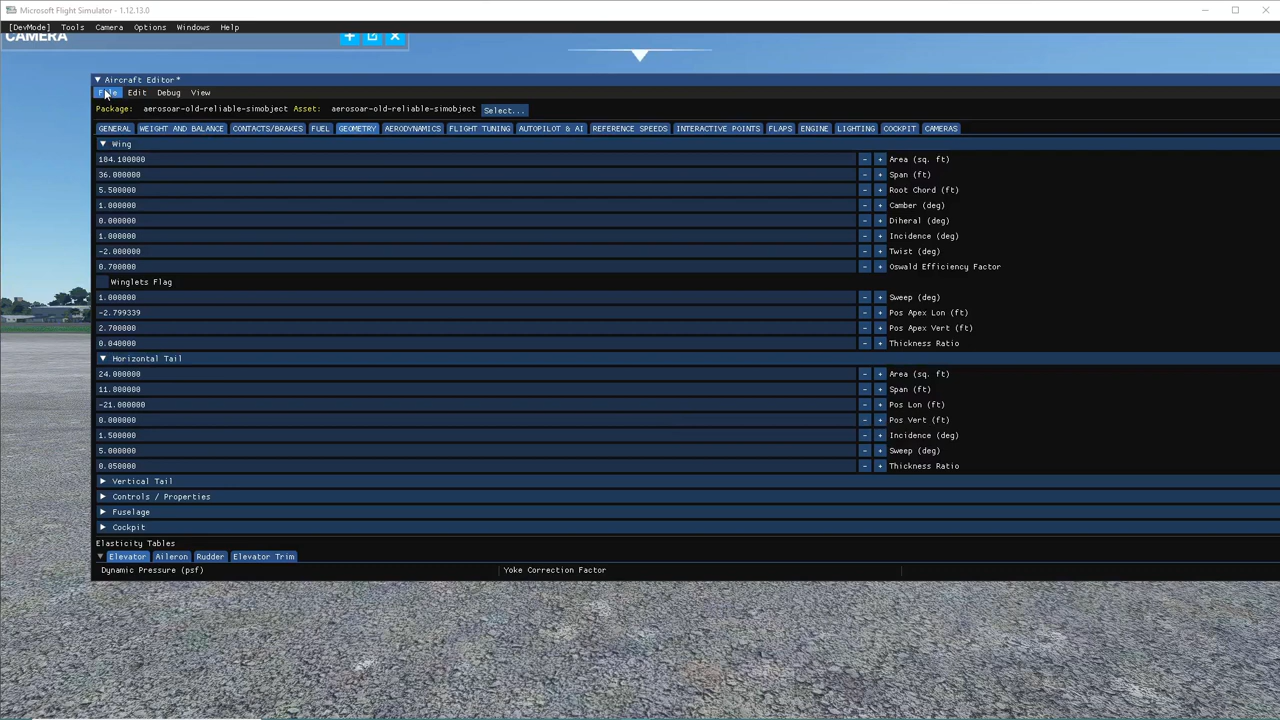 Microsoft Flight Simulator - 1.12.13.0
[DevMode] Tools Camera Options Windows Help
CAMERA
Aircraft Editor*
File Edit Debug View
Package: aerosoar-old-reliable-simobject Asset: aerosoar-old-reliable-simobject Select...
GENERAL WEIGHT AND BALANCE CONTACTS/BRAKES FUEL GEOMETRY AERODYNAMICS FLIGHT TUNING AUTOPILOT & AI REFERENCE SPEEDS INTERACTIVE POINTS FLAPS ENGINE LIGHTING COCKPIT CAMERAS
Wing
184.100000 - + Area (sq. ft)
36.000000 - + Span (ft)
5.500000 - + Root Chord (ft)
1.000000 - + Camber (deg)
0.000000 - + Diheral (deg)
1.000000 - + Incidence (deg)
-2.000000 - + Twist (deg)
0.700000 - + Oswald Efficiency Factor
Winglets Flag
1.000000 - + Sweep (deg)
-2.799339 - + Pos Apex Lon (ft)
2.700000 - + Pos Apex Vert (ft)
0.040000 - + Thickness Ratio
Horizontal Tail
24.000000 - + Area (sq. ft)
11.000000 - + Span (ft)
-21.000000 - + Pos Lon (ft)
0.000000 - + Pos Vert (ft)
1.500000 - + Incidence (deg)
5.000000 - + Sweep (deg)
0.050000 - + Thickness Ratio
Vertical Tail
Controls / Properties
Fuselage
Cockpit
Elasticity Tables
Elevator Aileron Rudder Elevator Trim
Dynamic Pressure (psf) Yoke Correction Factor